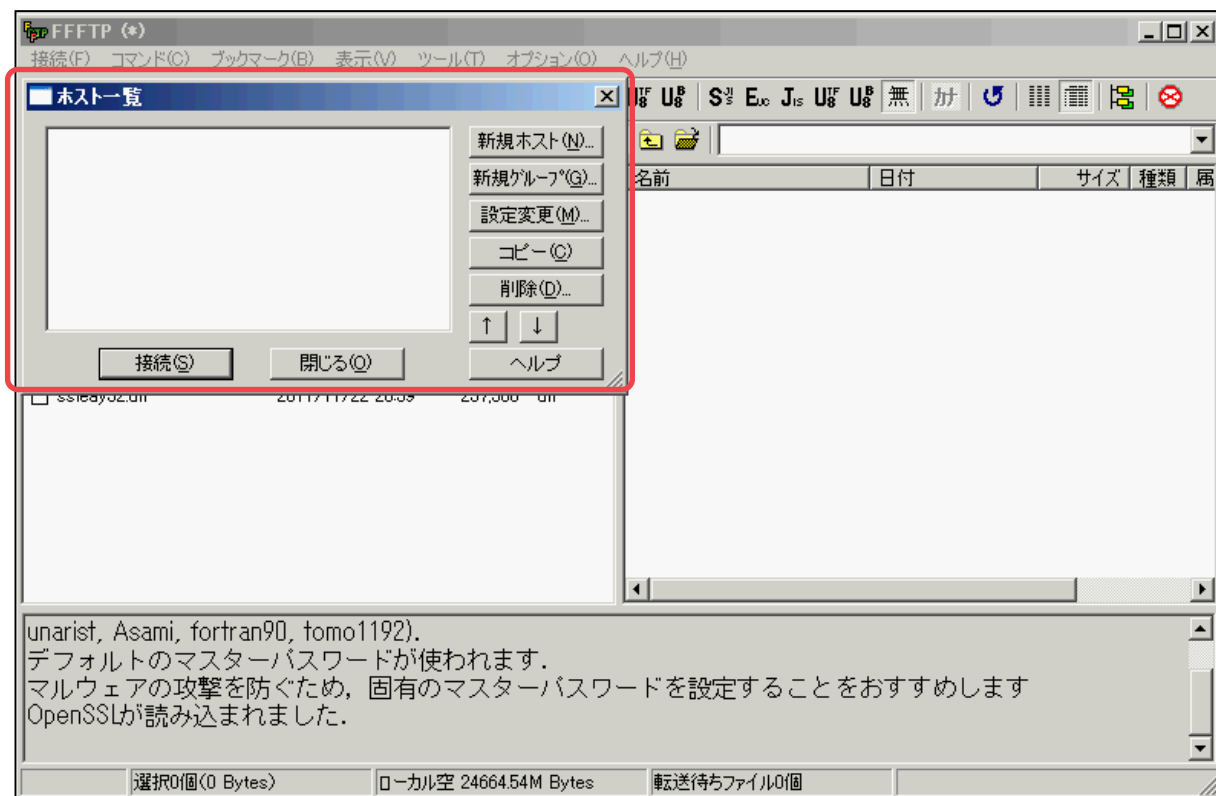 FFFTP (*)
接続(F) コマンド(C) ブックマーク(B) 表示(V) ツール(T) オプション(O) ヘルプ(H)
ホスト一覧
新規ホスト(N)...
新規グループ(G)...
設定変更(M)...
コピー(C)
削除(D)...
↑ ↓
接続(S) 閉じる(O) ヘルプ
無 カナ
名前 日付 サイズ 種類 属
unarist, Asami, fortran90, tomo1192).
デフォルトのマスターパスワードが使われます.
マルウェアの攻撃を防ぐため, 固有のマスターパスワードを設定することをおすすめします
OpenSSLが読み込まれました.
選択0個(0 Bytes) ローカル空 24664.54M Bytes 転送待ちファイル0個